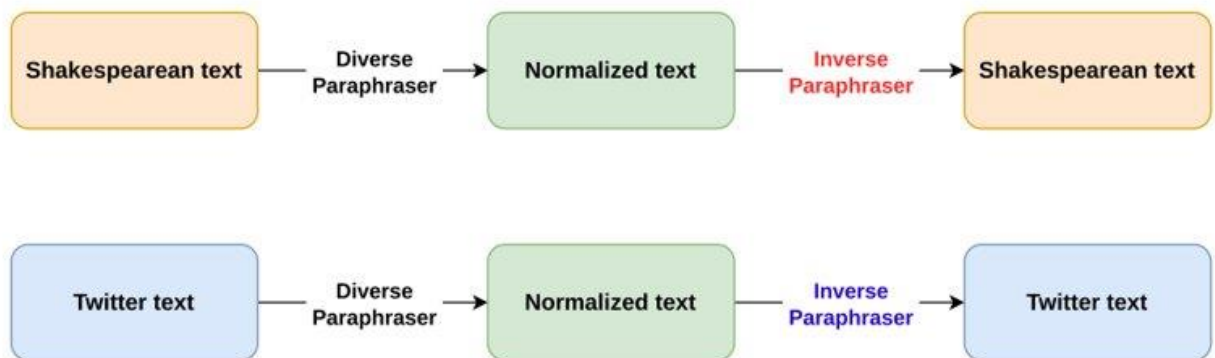 Shakespearean text
Diverse
Paraphraser
Normalized text
Inverse
Paraphraser
Shakespearean text
Twitter text
Diverse
Paraphraser
Normalized text
Inverse
Paraphraser
Twitter text